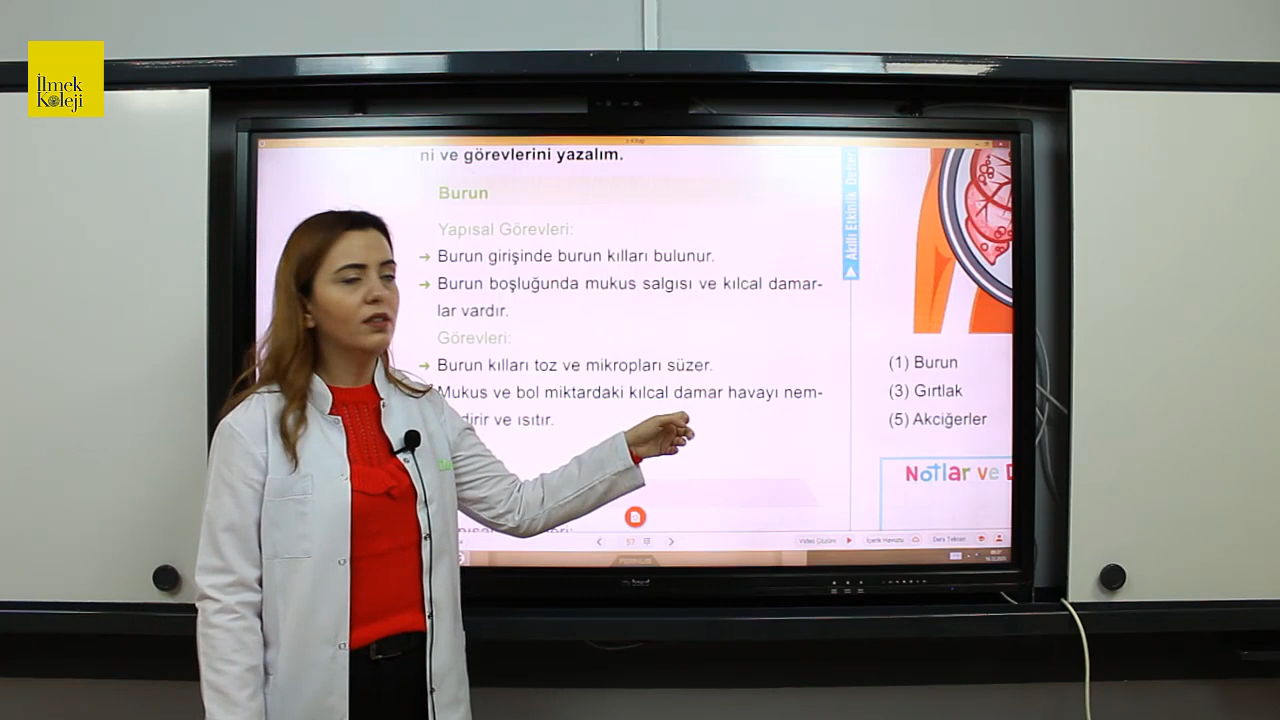 İlmek
Koleji
ni ve görevlerini yazalım.
Burun
Yapısal Görevleri:
→ Burun girişinde burun kılları bulunur.
→ Burun boşluğunda mukus salgısı ve kılcal damar-
lar vardır.
Görevleri:
→ Burun kılları toz ve mikropları süzer.
Mukus ve bol miktardaki kılcal damar havayı nem-
dirir ve ısıtır.
Akıllı Etkinlik Defter
(1) Burun
(3) Gırtlak
(5) Akciğerler
Notlar ve
57
Video Çözüm
İçerik Havuzu
Ders Tekrarı